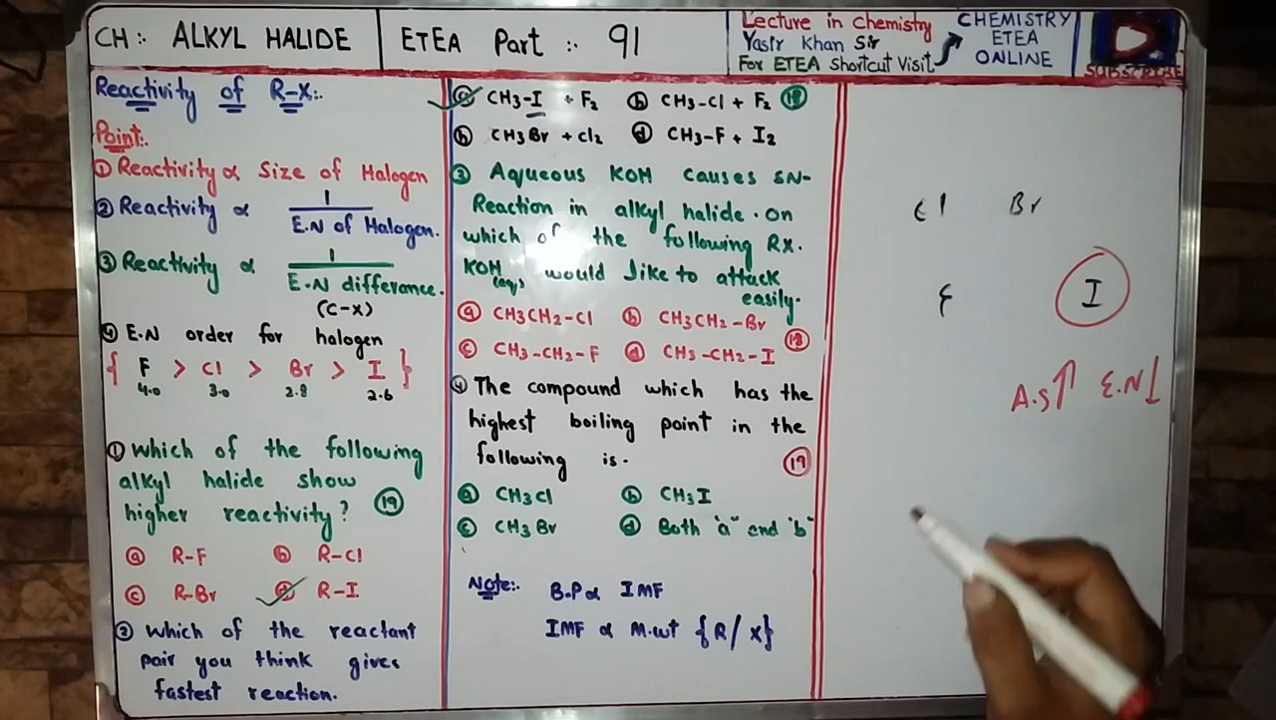 CH:- ALKYL HALIDE
ETEA Part :- 91
Lecture in Chemistry
Yasir Khan Sir
For ETEA Shortcut Visit
CHEMISTRY
ETEA
ONLINE
SUBSCRIBE
Reactivity of R-X:-
Point:-
① Reactivity ∝ Size of Halogen
② Reactivity ∝ 1 / E.N of Halogen.
③ Reactivity ∝ 1 / E.N difference.
(C-X)
④ E.N order for halogen
{ F > Cl > Br > I }
4.0 3.0 2.8 2.6
① Which of the following
alkyl halide show
higher reactivity? ⑲
ⓐ R-F ⓑ R-Cl
ⓒ R-Br ⓓ R-I
② Which of the reactant
pair you think gives
fastest reaction.
ⓐ CH3-I + F2 ⓑ CH3-Cl + F2 ⑱
ⓑ CH3Br + Cl2 ⓓ CH3-F + I2
③ Aqueous KOH causes SN-
Reaction in alkyl halide. On
which of the following Rx.
KOH(aq) would like to attack
easily.
ⓐ CH3CH2-Cl ⓑ CH3CH2-Br
ⓒ CH3-CH2-F ⓓ CH3-CH2-I ⑱
④ The compound which has the
highest boiling point in the
following is. ⑲
ⓐ CH3Cl ⓑ CH3I
ⓒ CH3Br ⓓ Both "a" and "b"
Note:- B.P ∝ IMF
IMF ∝ M.wt {R/X}
Cl Br
F I
A.S↑ E.N↓